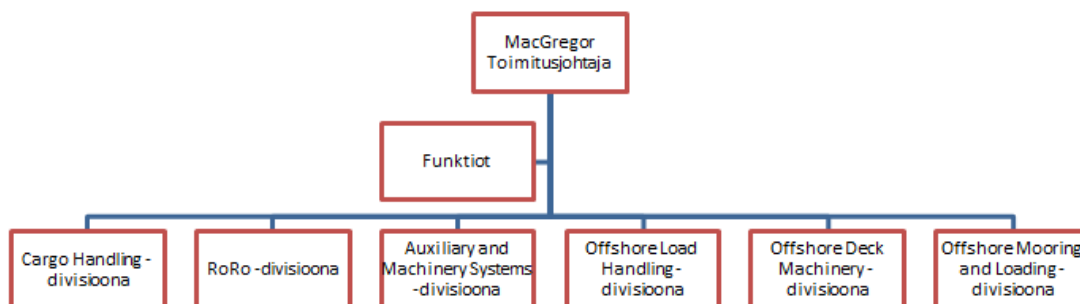 MacGregor
Toimitusjohtaja
Funktiot
Cargo Handling -
divisioona
RoRo -divisioona
Auxiliary and
Machinery Systems
-divisioona
Offshore Load
Handling-
divisioona
Offshore Deck
Machinery -
divisioona
Offshore Mooring
and Loading-
divisioona